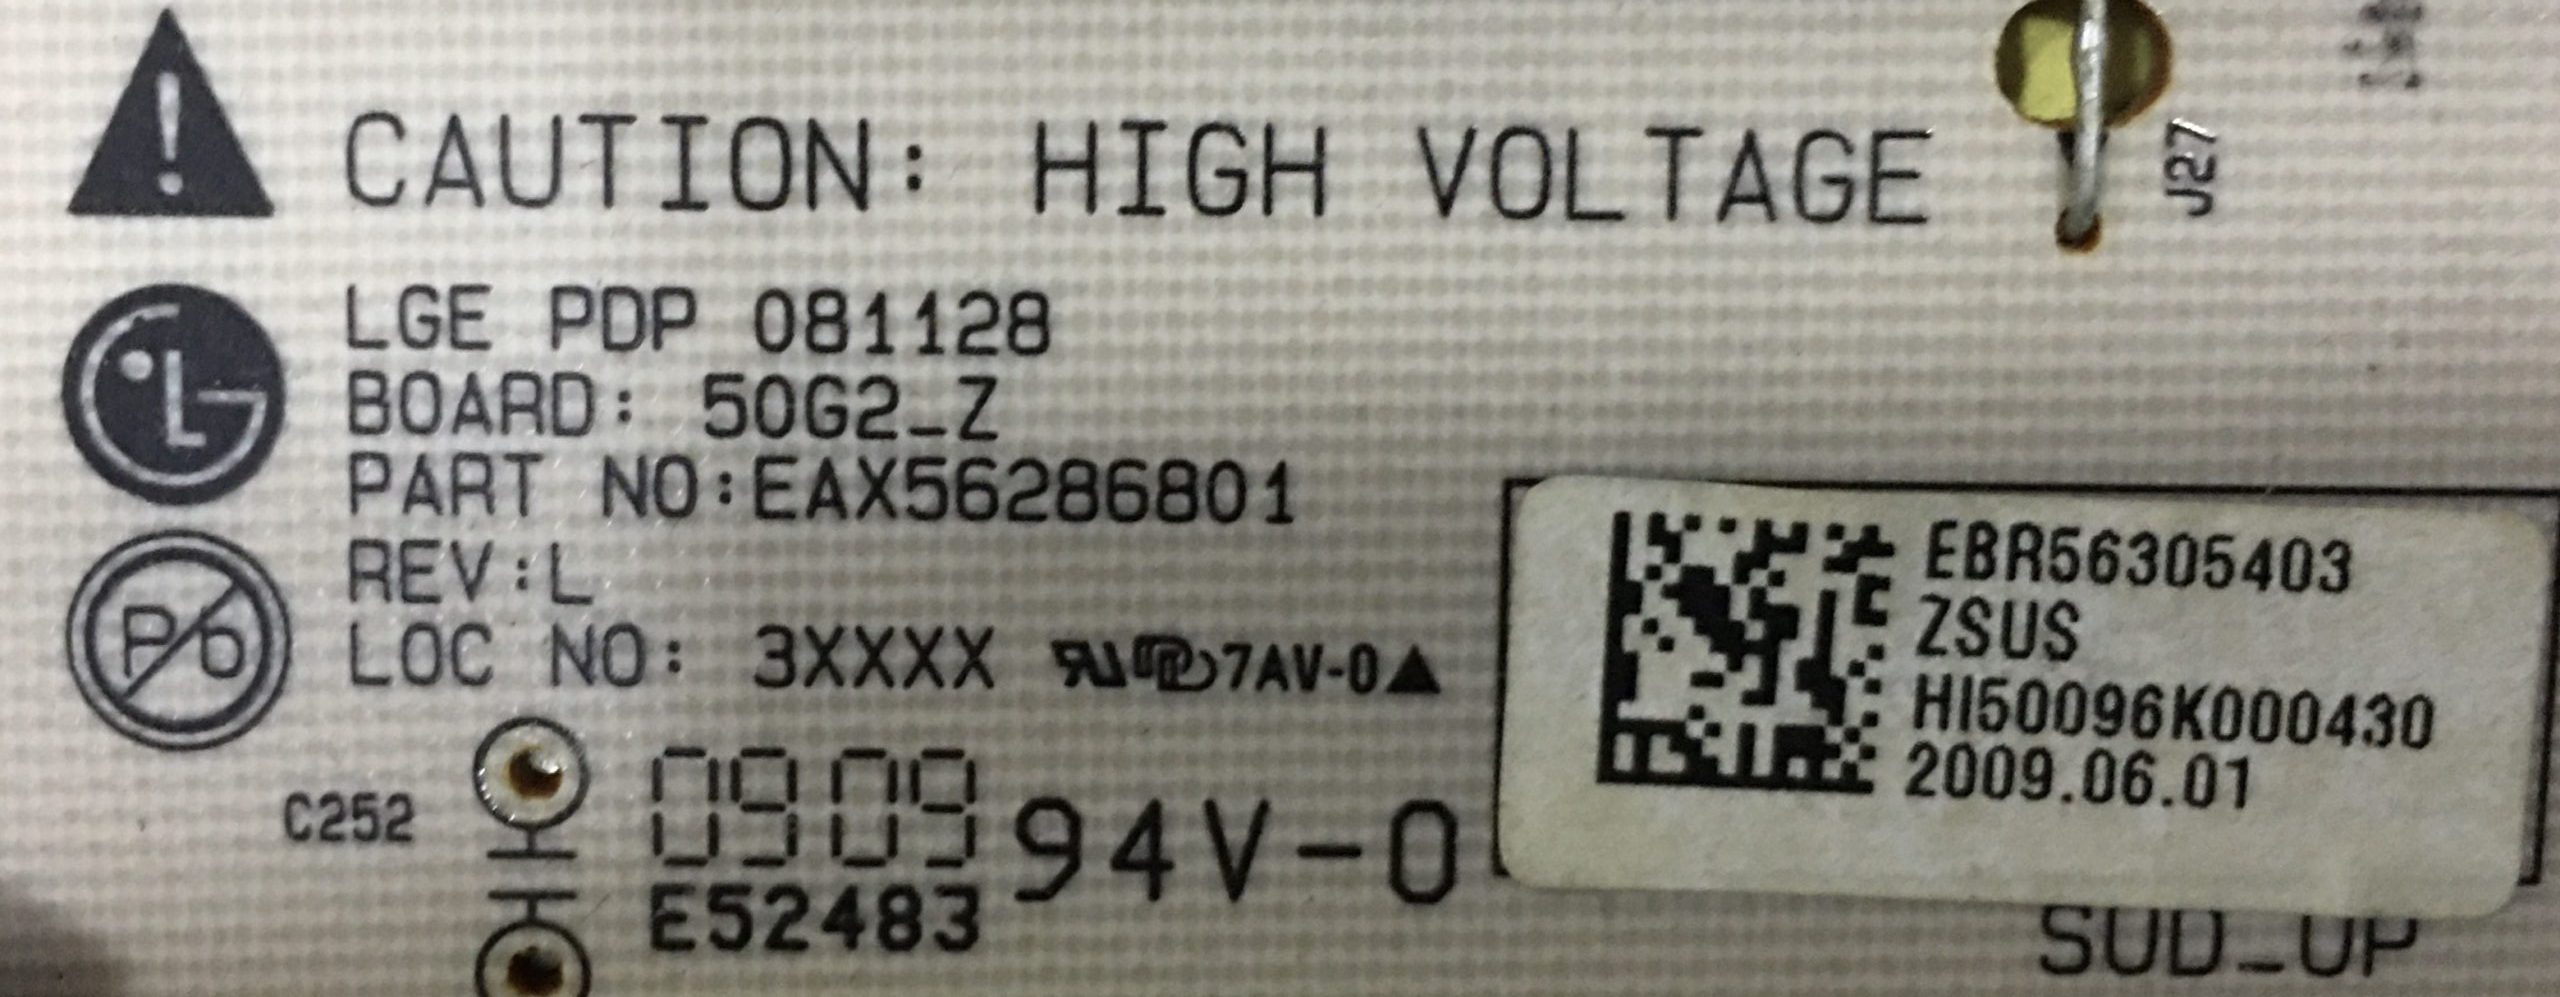 CAUTION: HIGH VOLTAGE
J27
LGE PDP 081128
BOARD: 50G2_Z
PART NO:EAX56286801
REV:L
LOC NO: 3XXXX
7AV-0
Pb
C252
0909
94V-0
E52483
EBR56305403
ZSUS
HI50096K000430
2009.06.01
SUD_UP